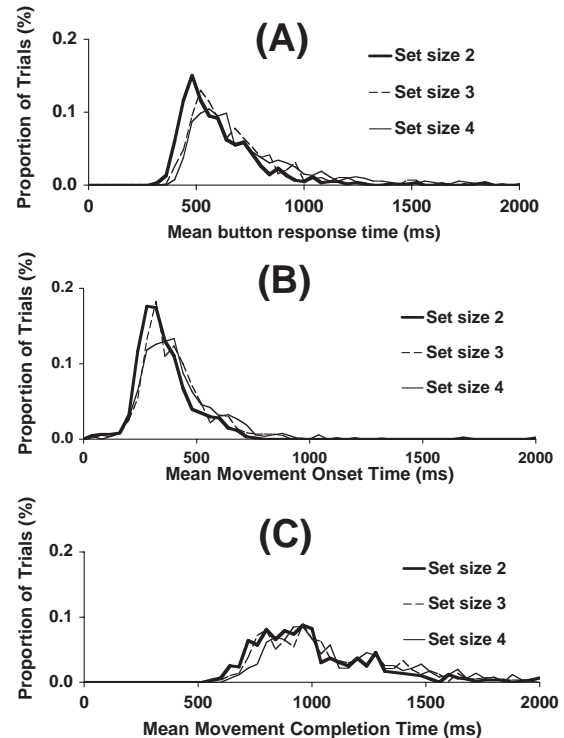 (A)
Proportion of Trials (%)
0.2
0.1
0.0
Set size 2
Set size 3
Set size 4
0 500 1000 1500 2000
Mean button response time (ms)
(B)
Proportion of Trials (%)
0.2
0.1
0.0
Set size 2
Set size 3
Set size 4
0 500 1000 1500 2000
Mean Movement Onset Time (ms)
(C)
Proportion of Trials (%)
0.2
0.1
0.0
Set size 2
Set size 3
Set size 4
0 500 1000 1500 2000
Mean Movement Completion Time (ms)